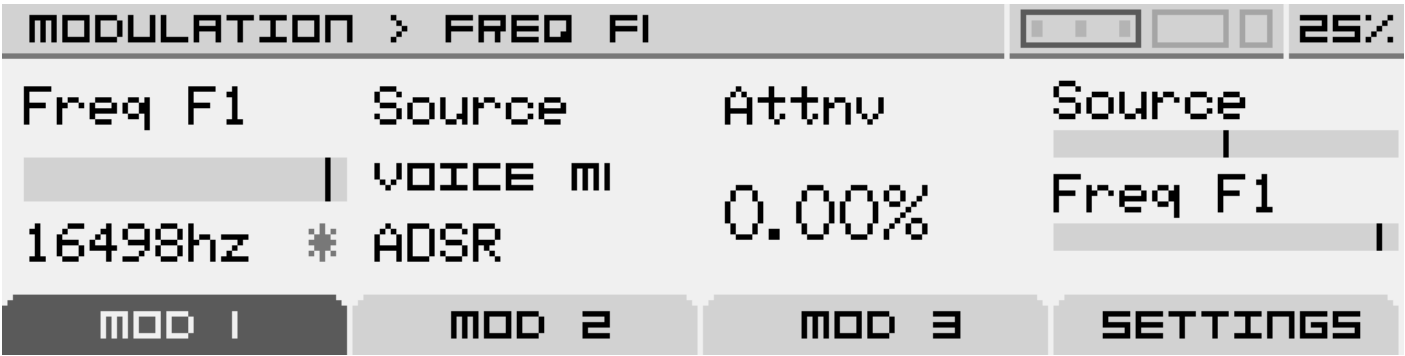 MODULATION > FREQ F1 25%
Freq F1 Source Attnv Source
VOICE M1
Freq F1
0.00%
16498hz * ADSR
MOD 1 MOD 2 MOD 3 SETTINGS